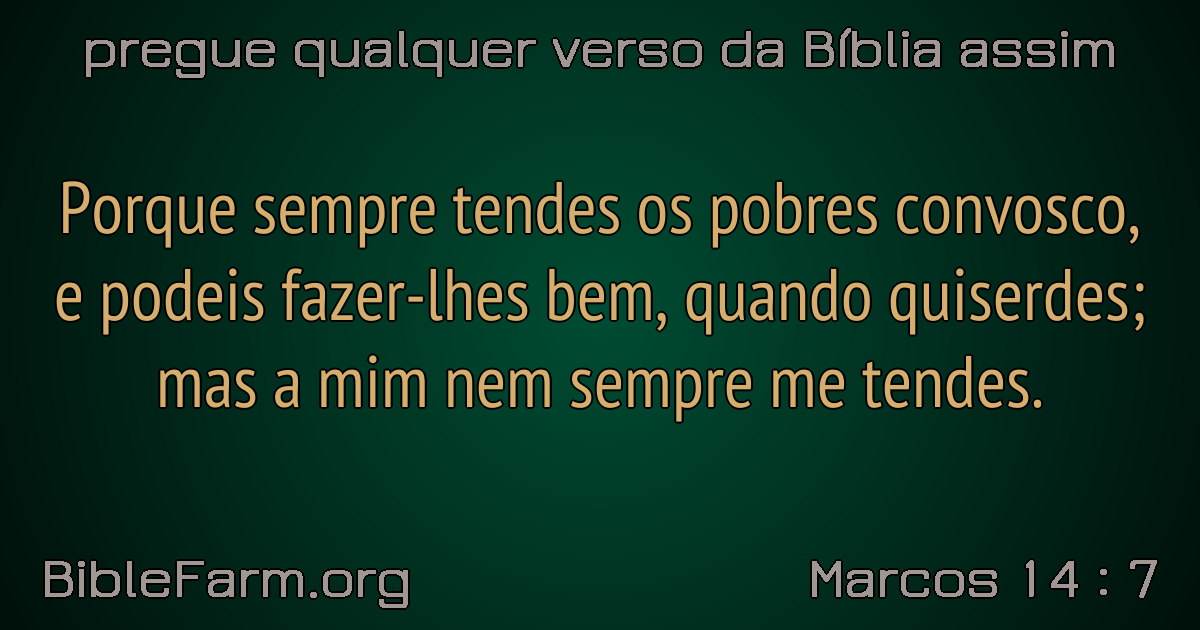 pregue qualquer verso da Bíblia assim
Porque sempre tendes os pobres convosco,
e podeis fazer-lhes bem, quando quiserdes;
mas a mim nem sempre me tendes.
BibleFarm.org
Marcos 14 : 7